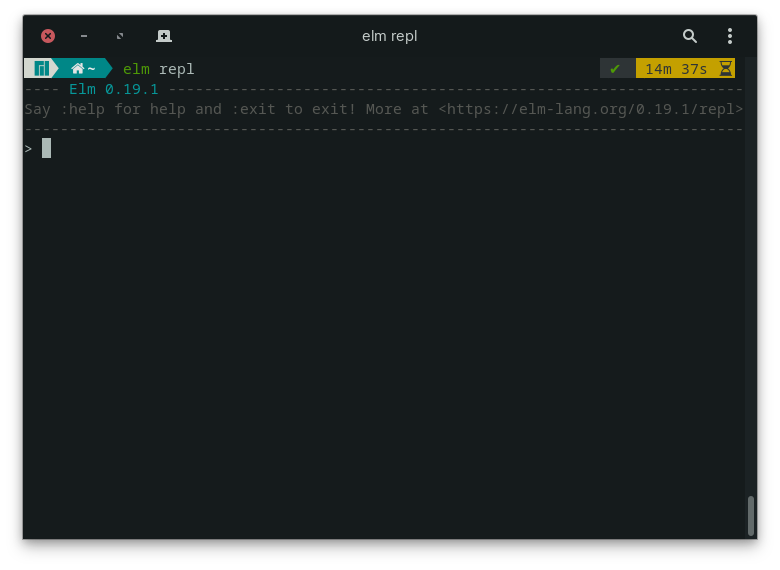 elm repl
~ elm repl ✔ 14m 37s
---- Elm 0.19.1 ----------------------------------------------------------------
Say :help for help and :exit to exit! More at <https://elm-lang.org/0.19.1/repl>
--------------------------------------------------------------------------------
>